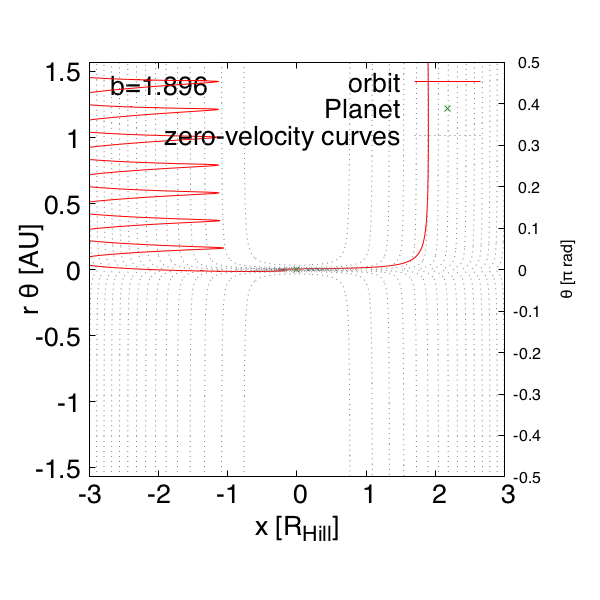 b=1.896
orbit
Planet
zero-velocity curves
1.5
1
0.5
0
-0.5
-1
-1.5
r θ [AU]
0.5
0.4
0.3
0.2
0.1
0
-0.1
-0.2
-0.3
-0.4
-0.5
θ [π rad]
-3 -2 -1 0 1 2 3
x [RHill]